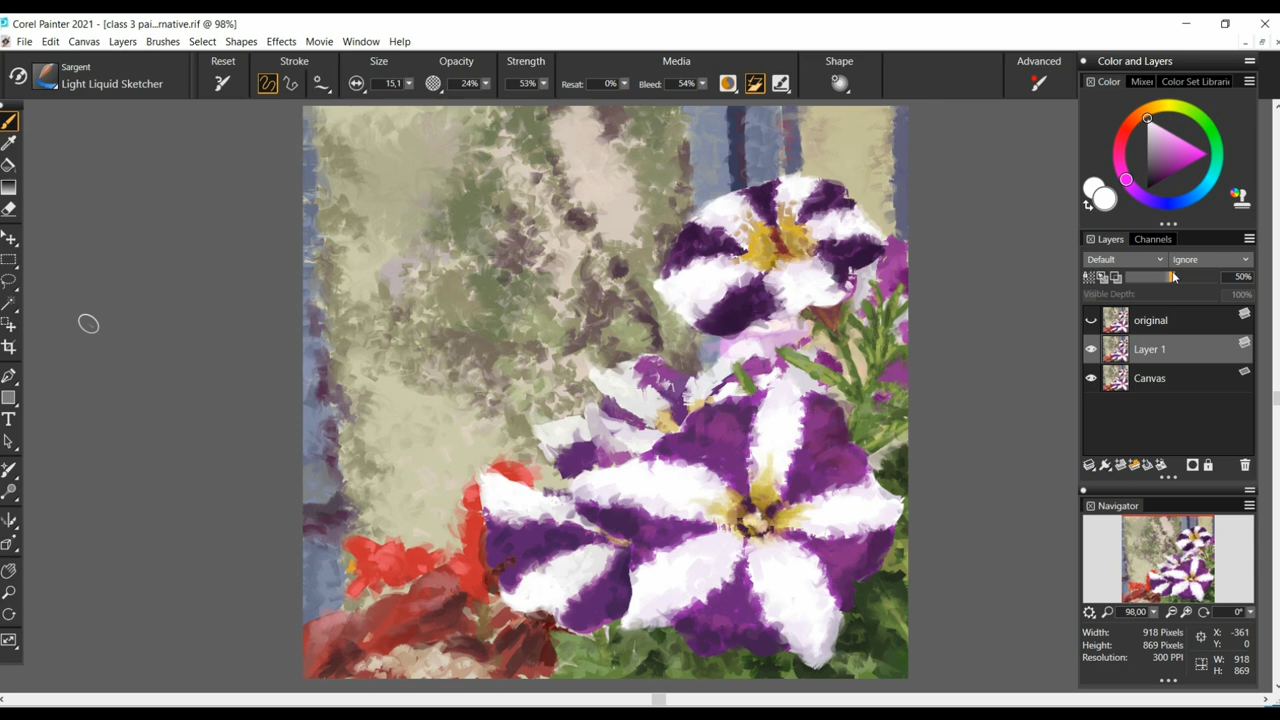 Corel Painter 2021 - [class 3 pai...rnative.rif @ 98%]
File Edit Canvas Layers Brushes Select Shapes Effects Movie Window Help
Sargent
Light Liquid Sketcher
Reset
Stroke
Size
15,1
Opacity
24%
Strength
53%
Media
Resat: 0%
Bleed: 54%
Shape
Advanced
Color and Layers
Color Mixer Color Set Librarie
Layers Channels
Default Ignore
50%
Visible Depth: 100%
original
Layer 1
Canvas
Navigator
98,00 0°
Width: 918 Pixels X: -361
Height: 869 Pixels Y: 0
Resolution: 300 PPI W: 918
H: 869